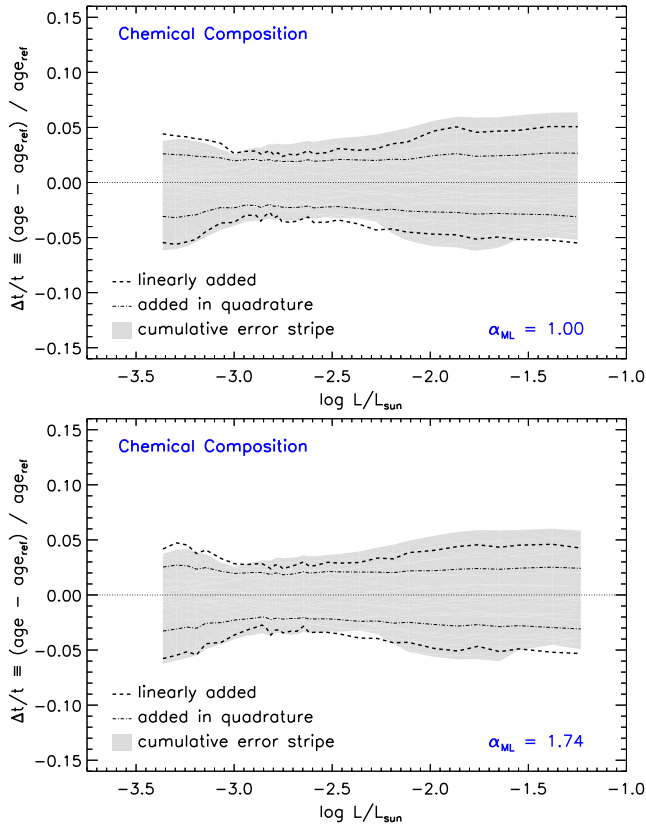 0.15
Chemical Composition
0.10
0.05
0.00
−0.05
−0.10
−0.15
Δt/t ≡ (age − age_ref) / age_ref
linearly added
added in quadrature
cumulative error stripe
α_ML = 1.00
−3.5 −3.0 −2.5 −2.0 −1.5 −1.0
log L/L_sun
0.15
Chemical Composition
0.10
0.05
0.00
−0.05
−0.10
−0.15
Δt/t ≡ (age − age_ref) / age_ref
linearly added
added in quadrature
cumulative error stripe
α_ML = 1.74
−3.5 −3.0 −2.5 −2.0 −1.5 −1.0
log L/L_sun